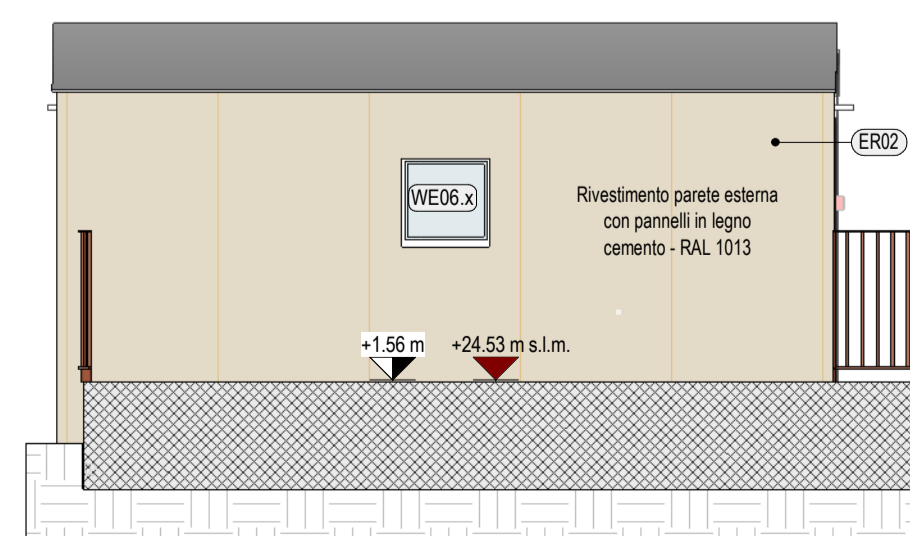 ER02
WE06.x
Rivestimento parete esterna
con pannelli in legno
cemento - RAL 1013
+1.56 m
+24.53 m s.l.m.